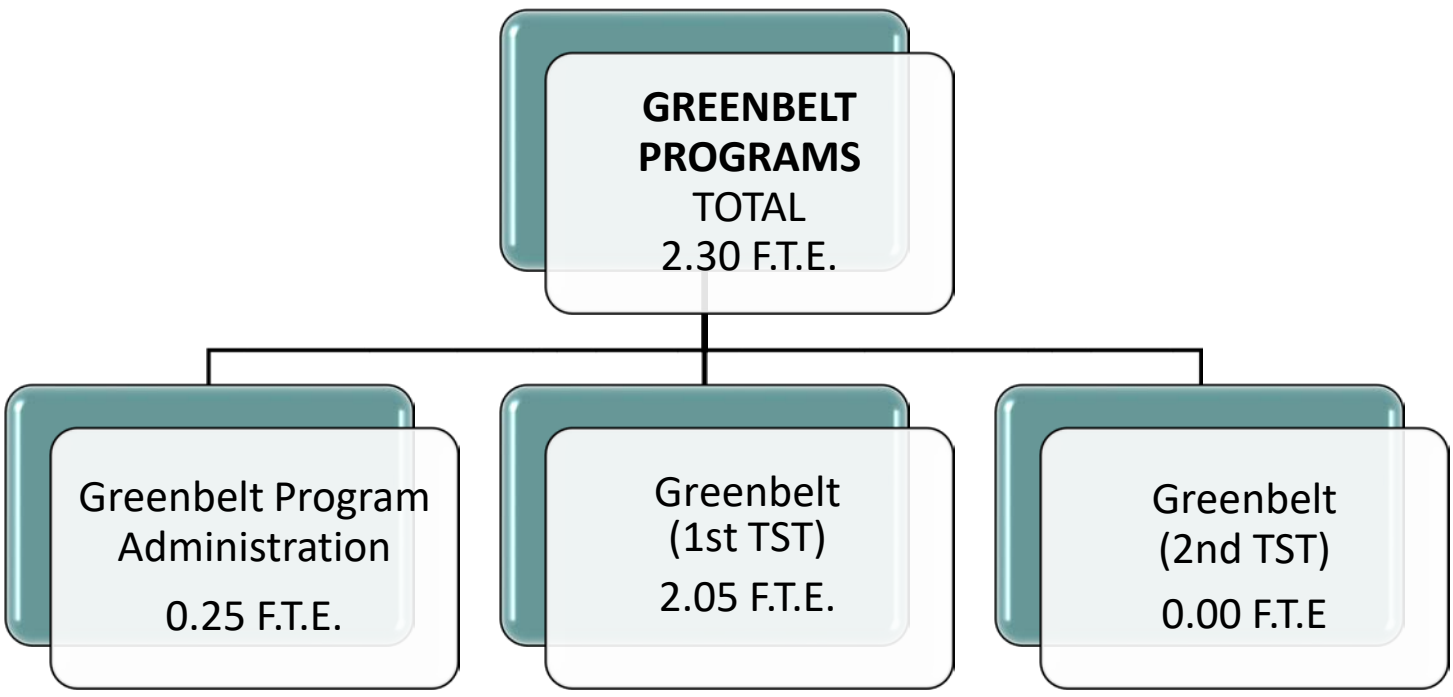 GREENBELT
PROGRAMS
TOTAL
2.30 F.T.E.
Greenbelt Program
Administration
0.25 F.T.E.
Greenbelt
(1st TST)
2.05 F.T.E.
Greenbelt
(2nd TST)
0.00 F.T.E